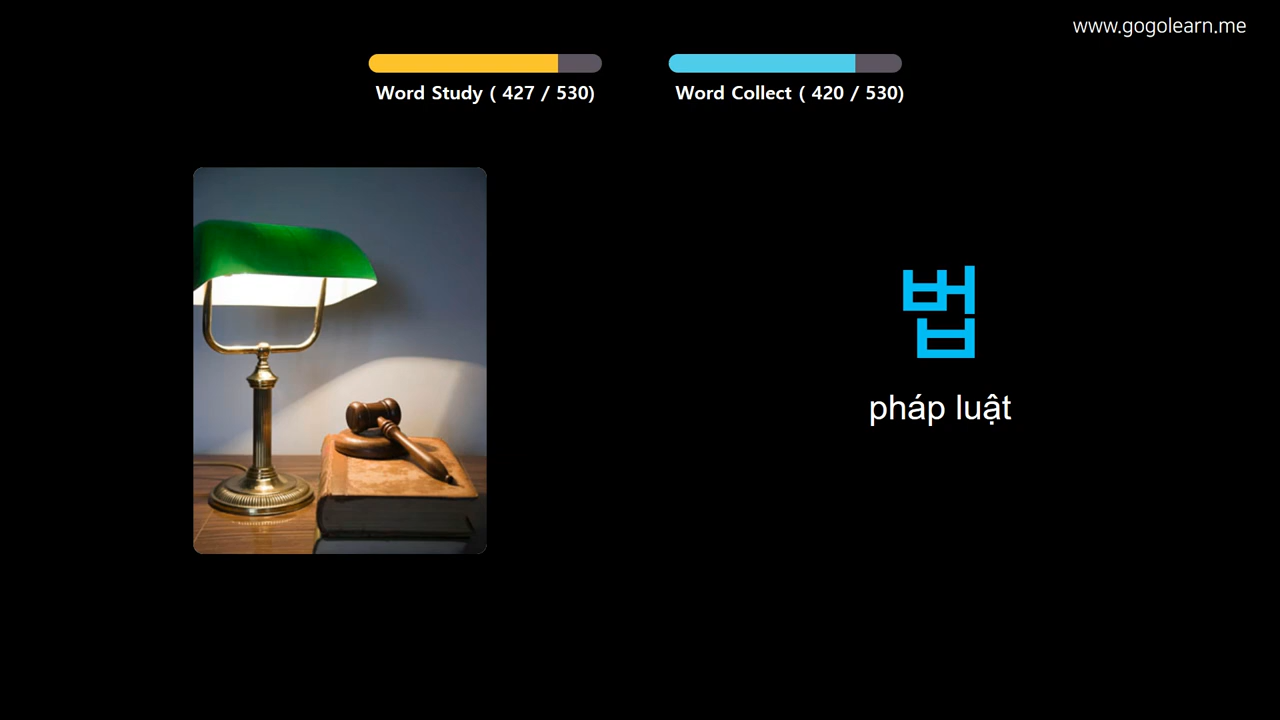 www.gogolearn.me
Word Study ( 427 / 530)
Word Collect ( 420 / 530)
법
pháp luật